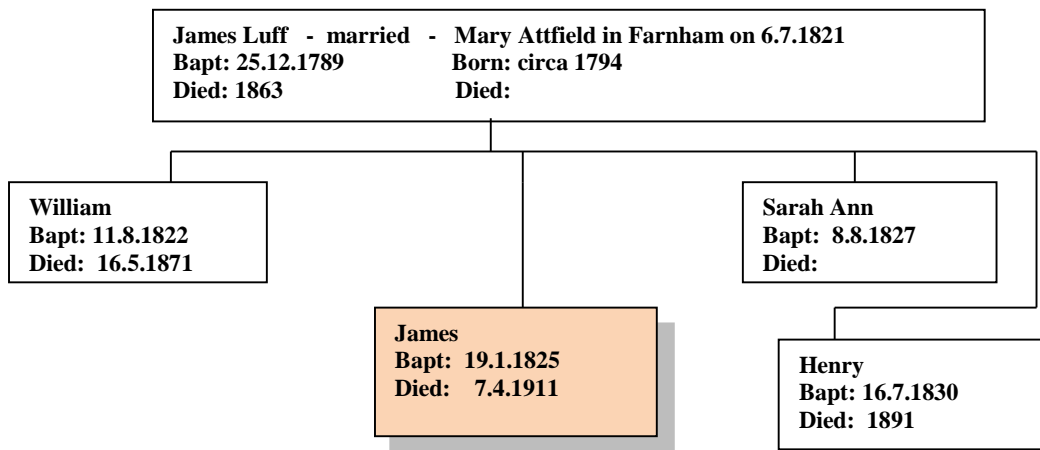 James Luff - married - Mary Attfield in Farnham on 6.7.1821
Bapt: 25.12.1789 Born: circa 1794
Died: 1863 Died:
William
Bapt: 11.8.1822
Died: 16.5.1871
Sarah Ann
Bapt: 8.8.1827
Died:
James
Bapt: 19.1.1825
Died: 7.4.1911
Henry
Bapt: 16.7.1830
Died: 1891